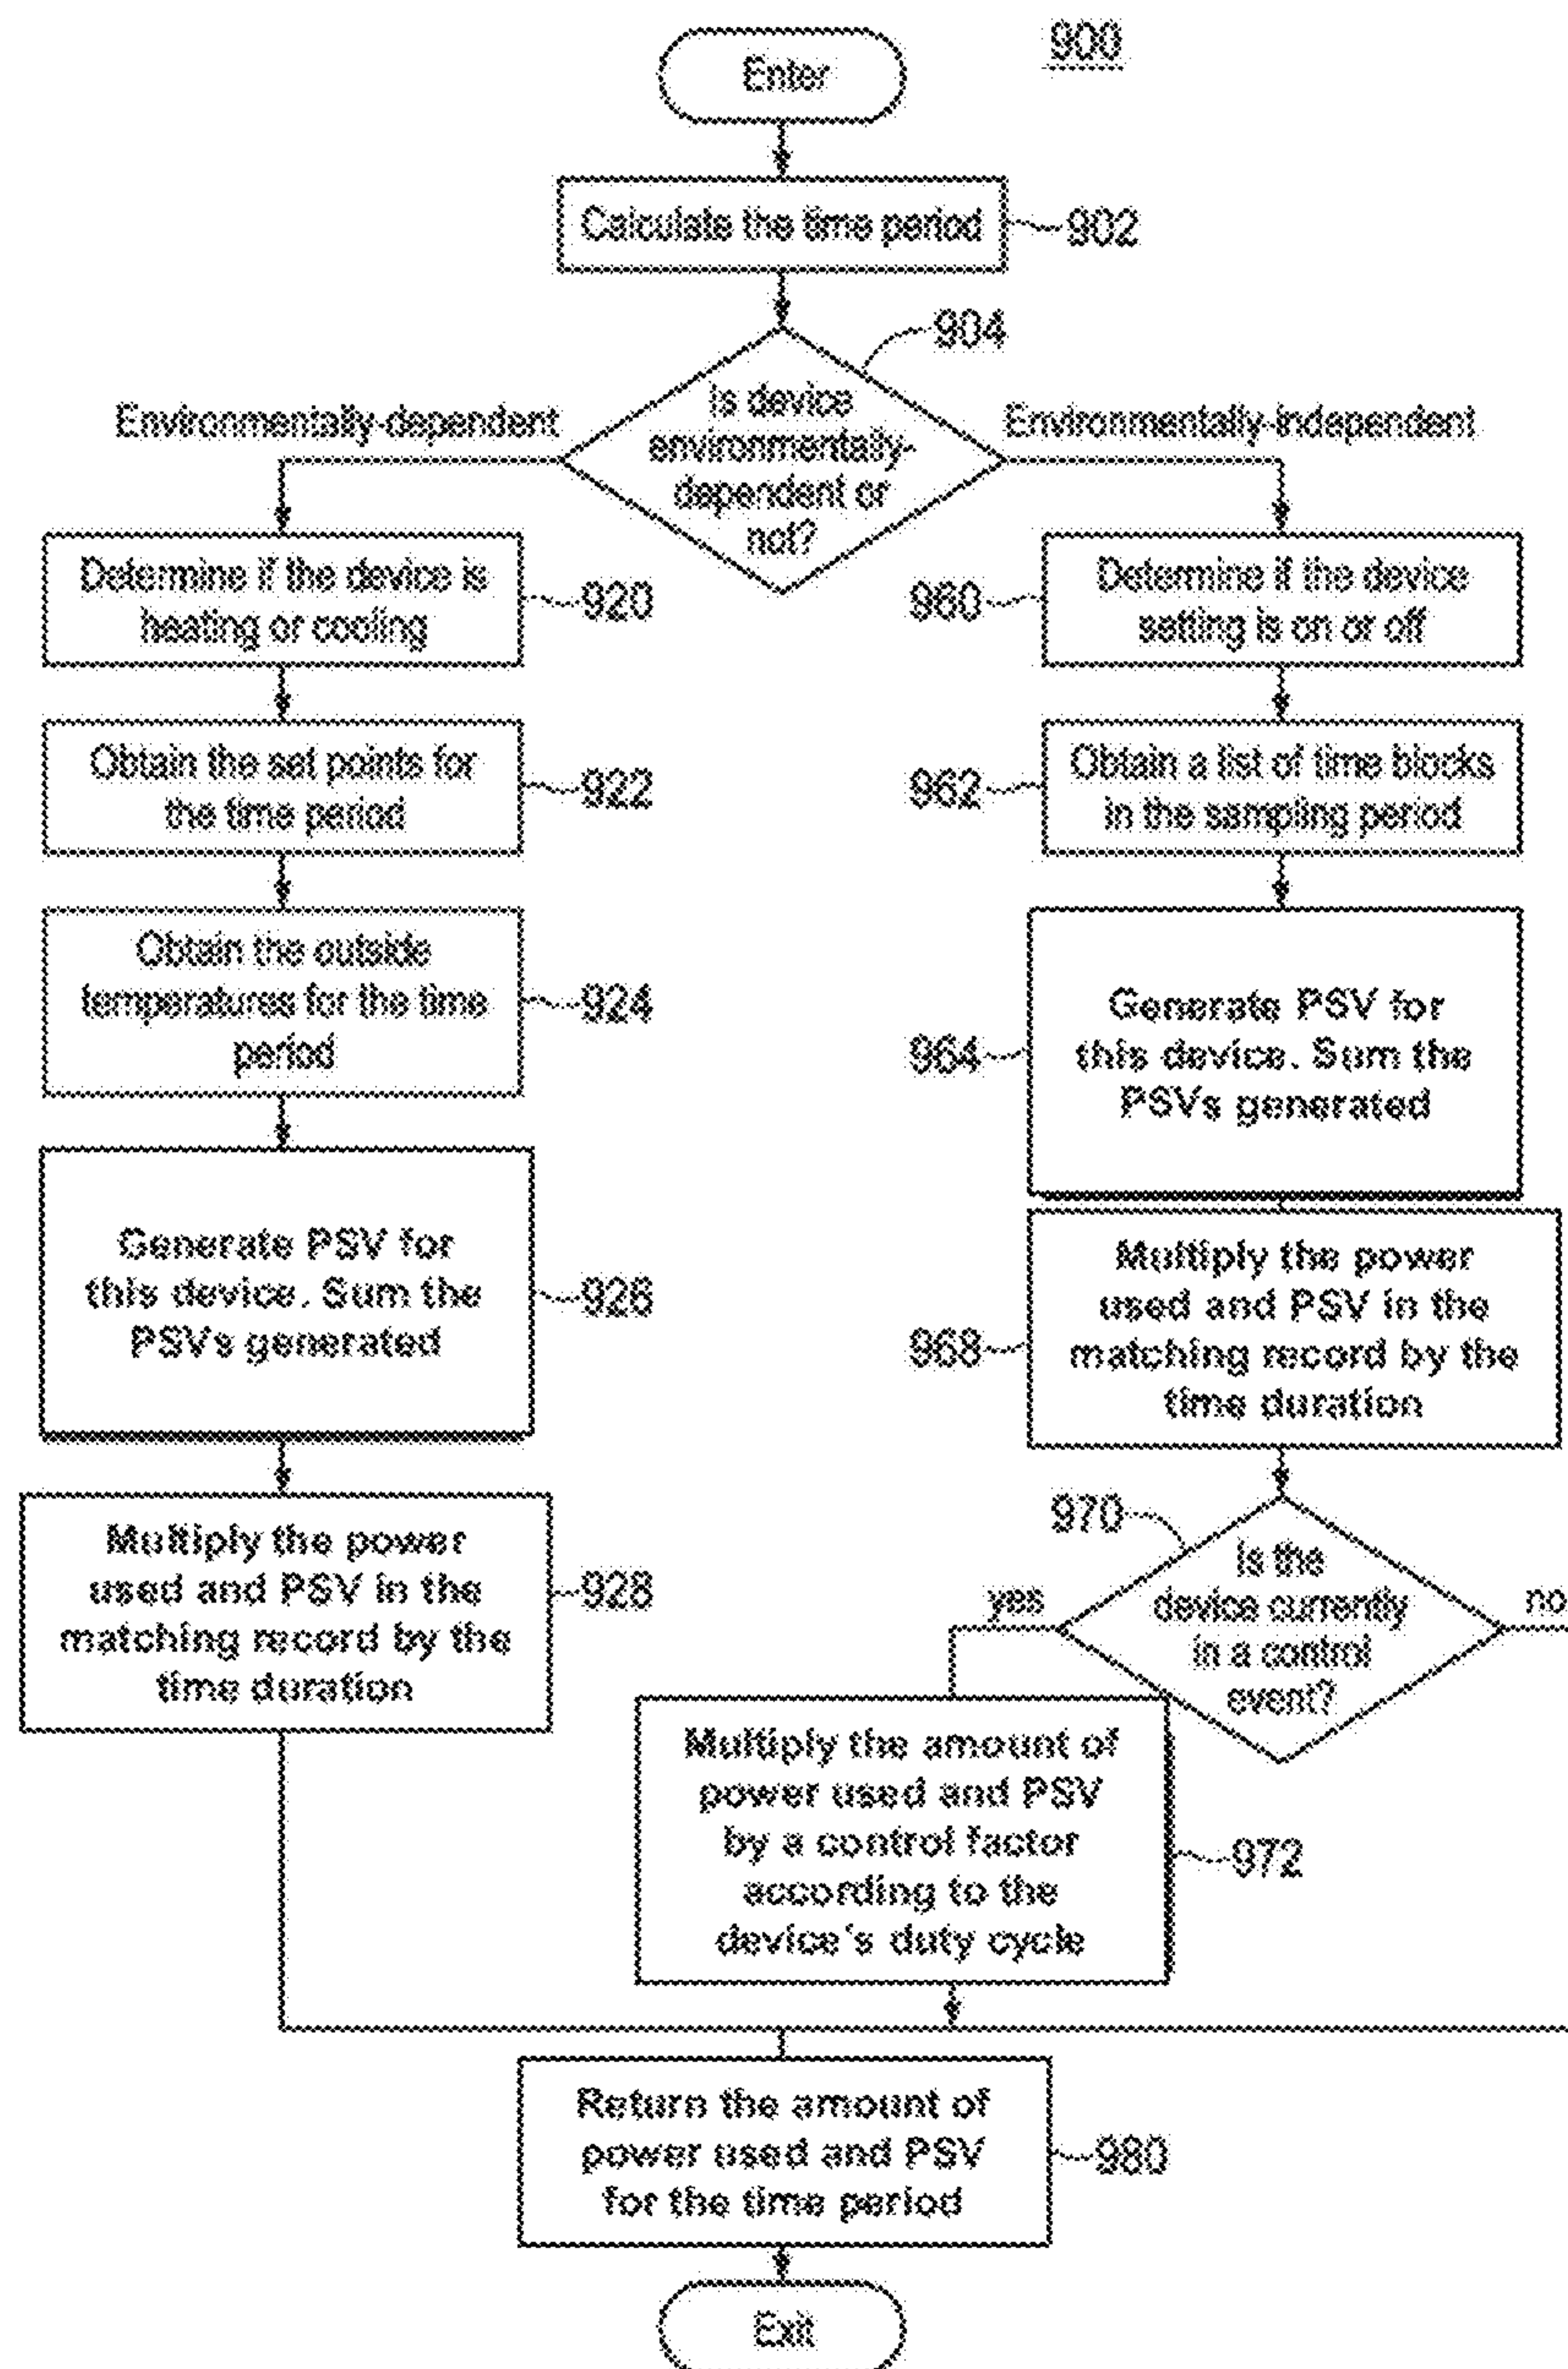 900
Enter
Calculate the time period
902
904
Is device
environmentally-
dependent or
not?
Environmentally-dependent
Environmentally-independent
Determine if the device is
heating or cooling
920
Obtain the set points for
the time period
922
Obtain the outside
temperatures for the time
period
924
Generate PSV for
this device. Sum the
PSVs generated
926
Multiply the power
used and PSV in the
matching record by the
time duration
928
960
Determine if the device
setting is on or off
962
Obtain a list of time blocks
in the sampling period
964
Generate PSV for
this device. Sum the
PSVs generated
968
Multiply the power
used and PSV in the
matching record by the
time duration
970
Is the
device currently
in a control
event?
yes
no
Multiply the amount of
power used and PSV
by a control factor
according to the
device's duty cycle
972
Return the amount of
power used and PSV
for the time period
980
Exit